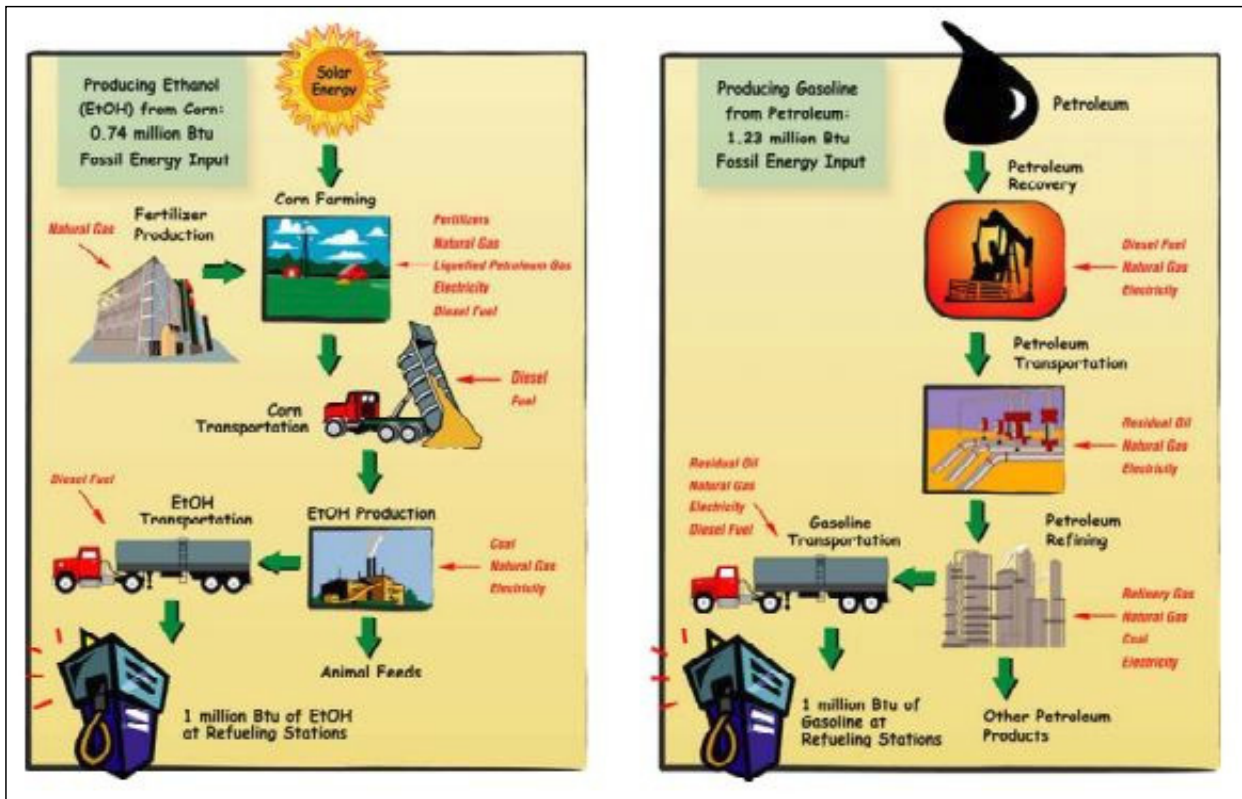 Producing Ethanol
(EtOH) from Corn:
0.74 million Btu
Fossil Energy Input
Solar
Energy
Corn Farming
Fertilizer
Production
Natural Gas
Fertilizers
Natural Gas
Liquefied Petroleum Gas
Electricity
Diesel Fuel
Corn
Transportation
Diesel
Fuel
Diesel Fuel
EtOH
Transportation
EtOH Production
Coal
Natural Gas
Electricity
Animal Feeds
1 million Btu of EtOH
at Refueling Stations
Producing Gasoline
from Petroleum:
1.23 million Btu
Fossil Energy Input
Petroleum
Petroleum
Recovery
Diesel Fuel
Natural Gas
Electricity
Petroleum
Transportation
Residual Oil
Natural Gas
Electricity
Residual Oil
Natural Gas
Electricity
Diesel Fuel
Gasoline
Transportation
Petroleum
Refining
Refinery Gas
Natural Gas
Coal
Electricity
1 million Btu of
Gasoline at
Refueling Stations
Other Petroleum
Products